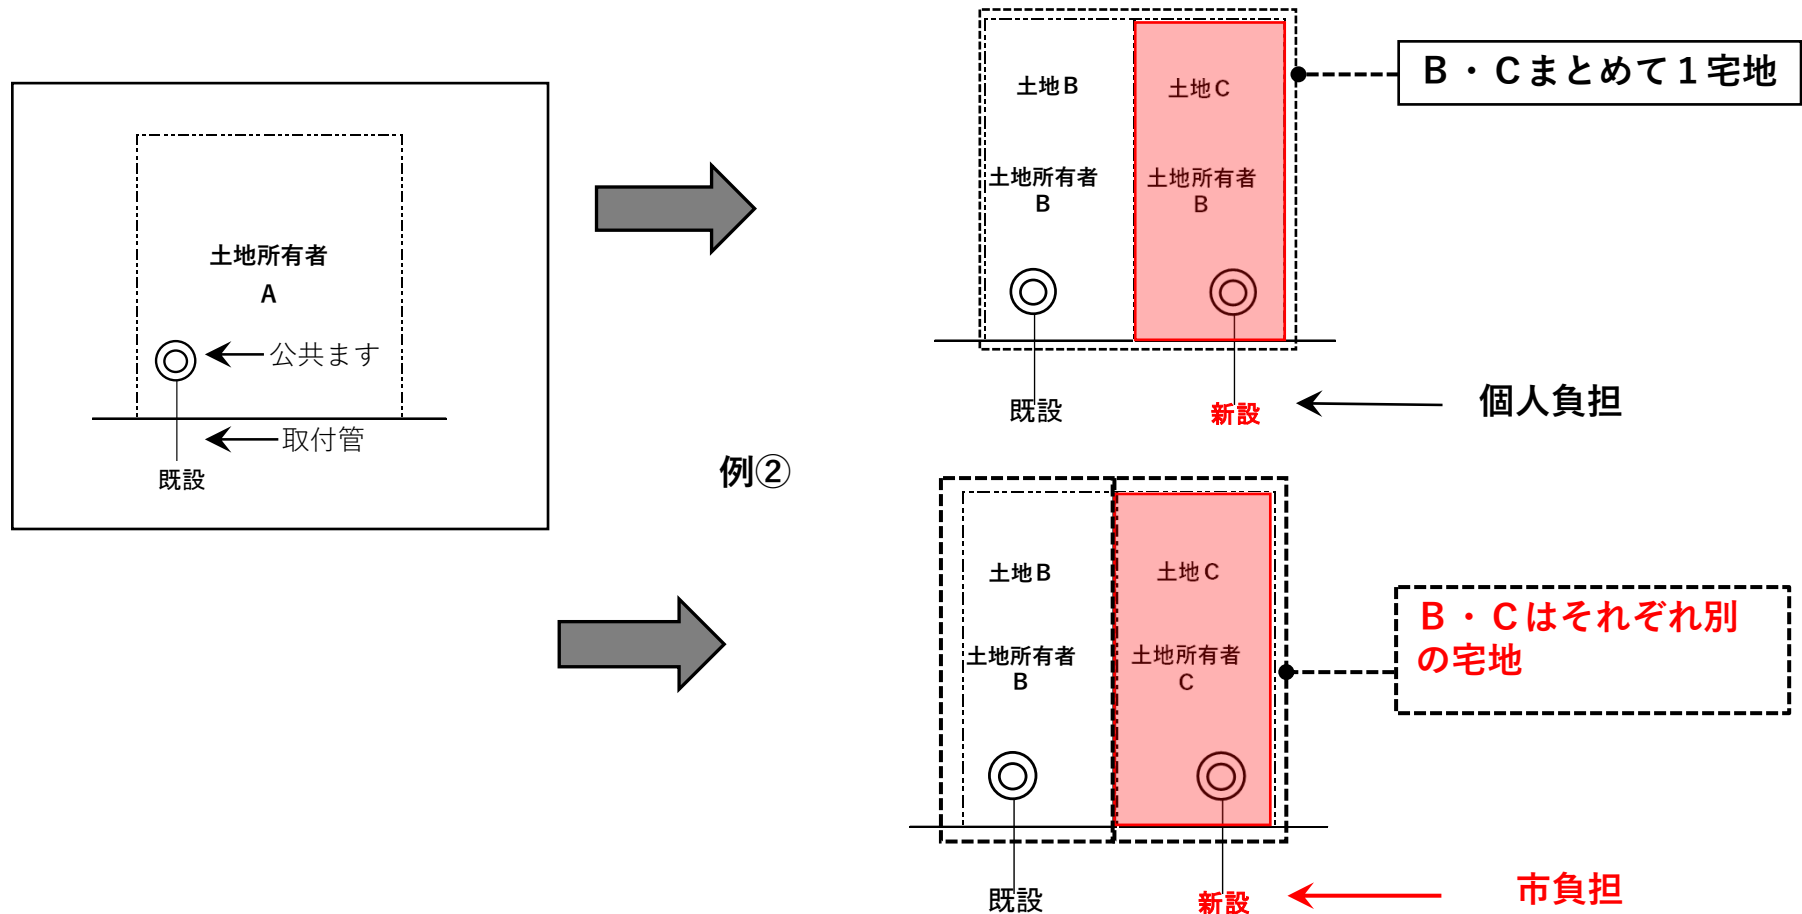 土地所有者
A
公共ます
取付管
既設
例②
土地B
土地C
土地所有者
B
土地所有者
B
既設
新設
B・Cまとめて1宅地
個人負担
土地B
土地C
土地所有者
B
土地所有者
C
既設
新設
B・Cはそれぞれ別
の宅地
市負担